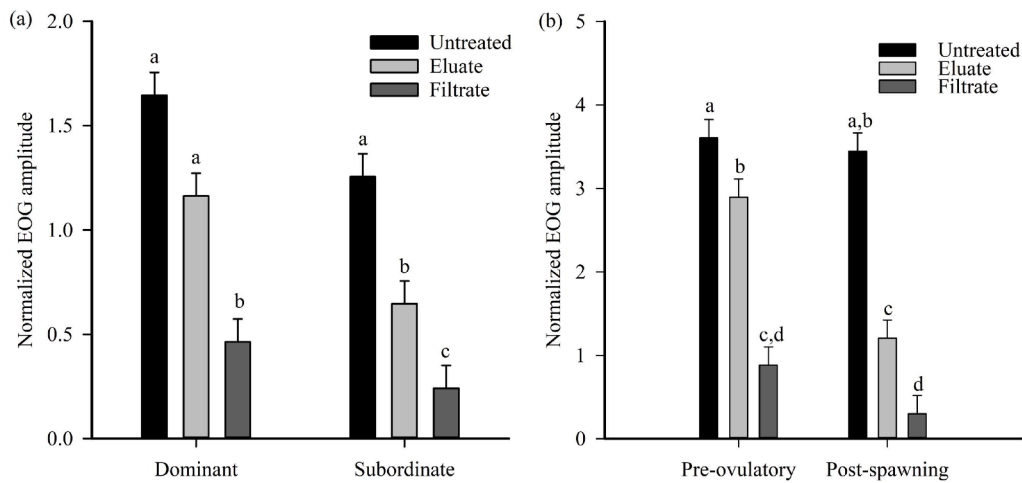 (a)
2.0
1.5
1.0
0.5
0.0
Normalized EOG amplitude
Untreated
Eluate
Filtrate
a
a
b
a
b
c
Dominant
Subordinate
(b)
5
4
3
2
1
0
Normalized EOG amplitude
Untreated
Eluate
Filtrate
a
b
c,d
a,b
c
d
Pre-ovulatory
Post-spawning